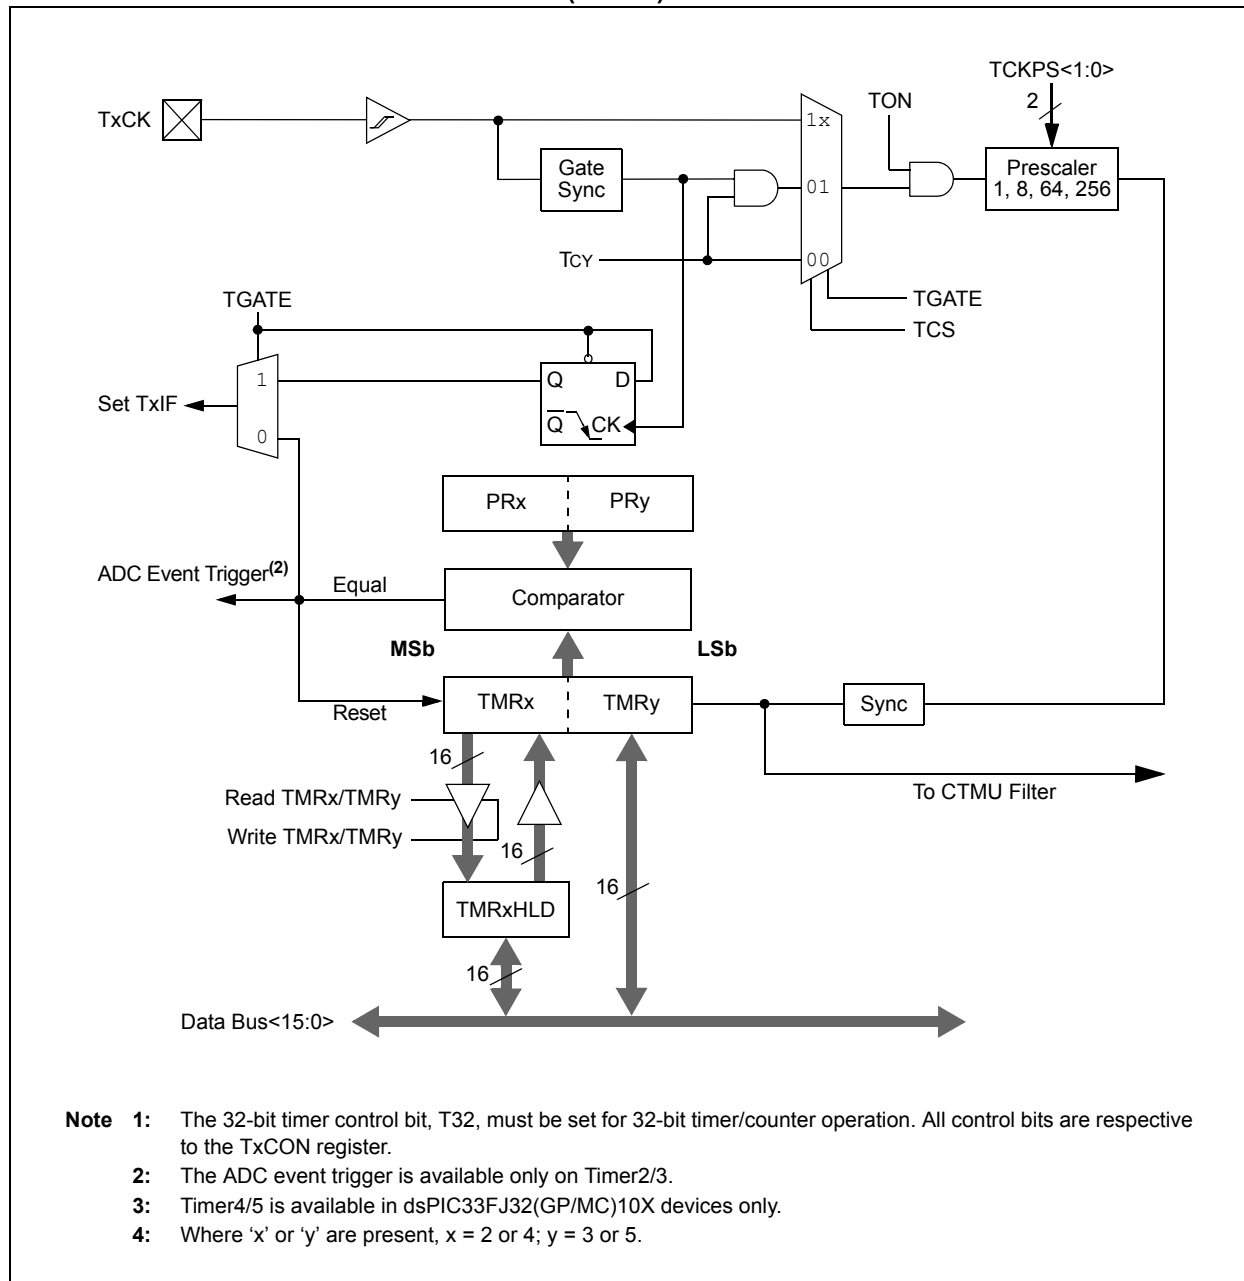 TCKPS<1:0>
2
TON
TxCK
1x
Gate
Sync
Prescaler
1, 8, 64, 256
01
TCY
00
TGATE
TGATE
TCS
1
Q D
Set TxIF
Q CK
0
PRx PRy
ADC Event Trigger(2)
Equal
Comparator
MSb LSb
TMRx TMRy
Sync
Reset
16
To CTMU Filter
Read TMRx/TMRy
Write TMRx/TMRy
16
16
TMRxHLD
16
Data Bus<15:0>
Note 1: The 32-bit timer control bit, T32, must be set for 32-bit timer/counter operation. All control bits are respective
to the TxCON register.
2: The ADC event trigger is available only on Timer2/3.
3: Timer4/5 is available in dsPIC33FJ32(GP/MC)10X devices only.
4: Where ‘x’ or ‘y’ are present, x = 2 or 4; y = 3 or 5.